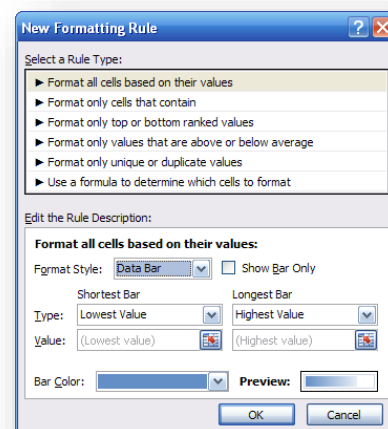 New Formatting Rule
Select a Rule Type:
► Format all cells based on their values
► Format only cells that contain
► Format only top or bottom ranked values
► Format only values that are above or below average
► Format only unique or duplicate values
► Use a formula to determine which cells to format
Edit the Rule Description:
Format all cells based on their values:
Format Style: Data Bar Show Bar Only
Shortest Bar Longest Bar
Type: Lowest Value Highest Value
Value: (Lowest value) (Highest value)
Bar Color: Preview:
OK Cancel